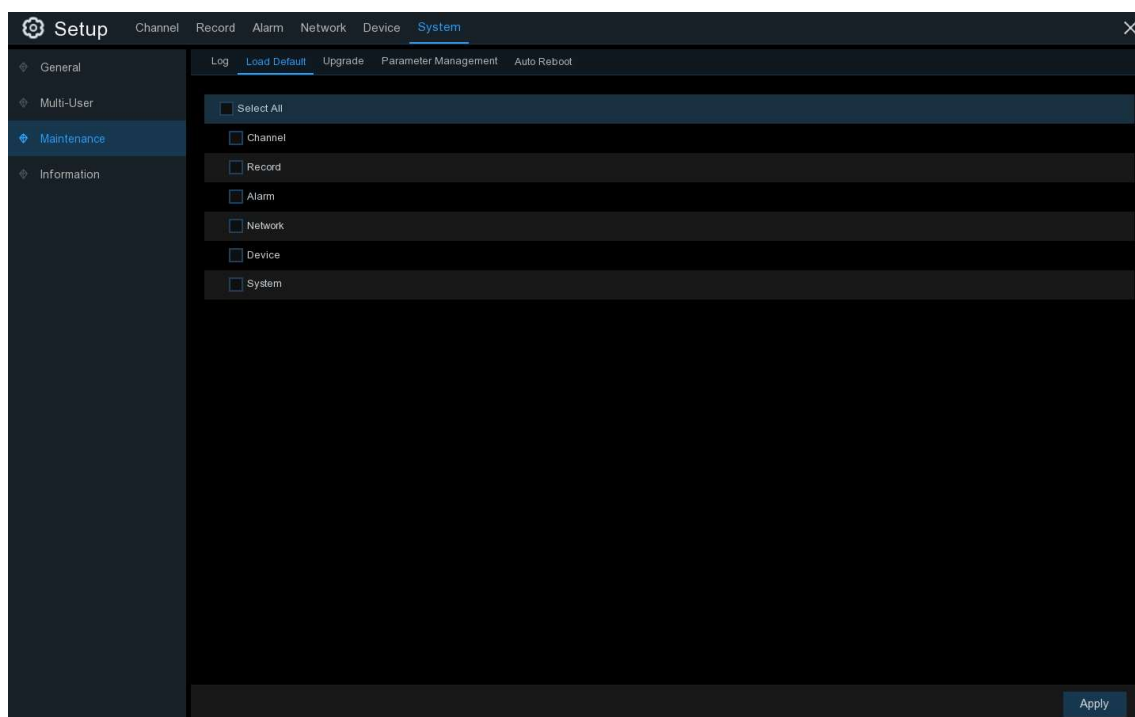 Setup Channel Record Alarm Network Device System
General
Multi-User
Maintenance
Information
Log Load Default Upgrade Parameter Management Auto Reboot
Select All
Channel
Record
Alarm
Network
Device
System
Apply